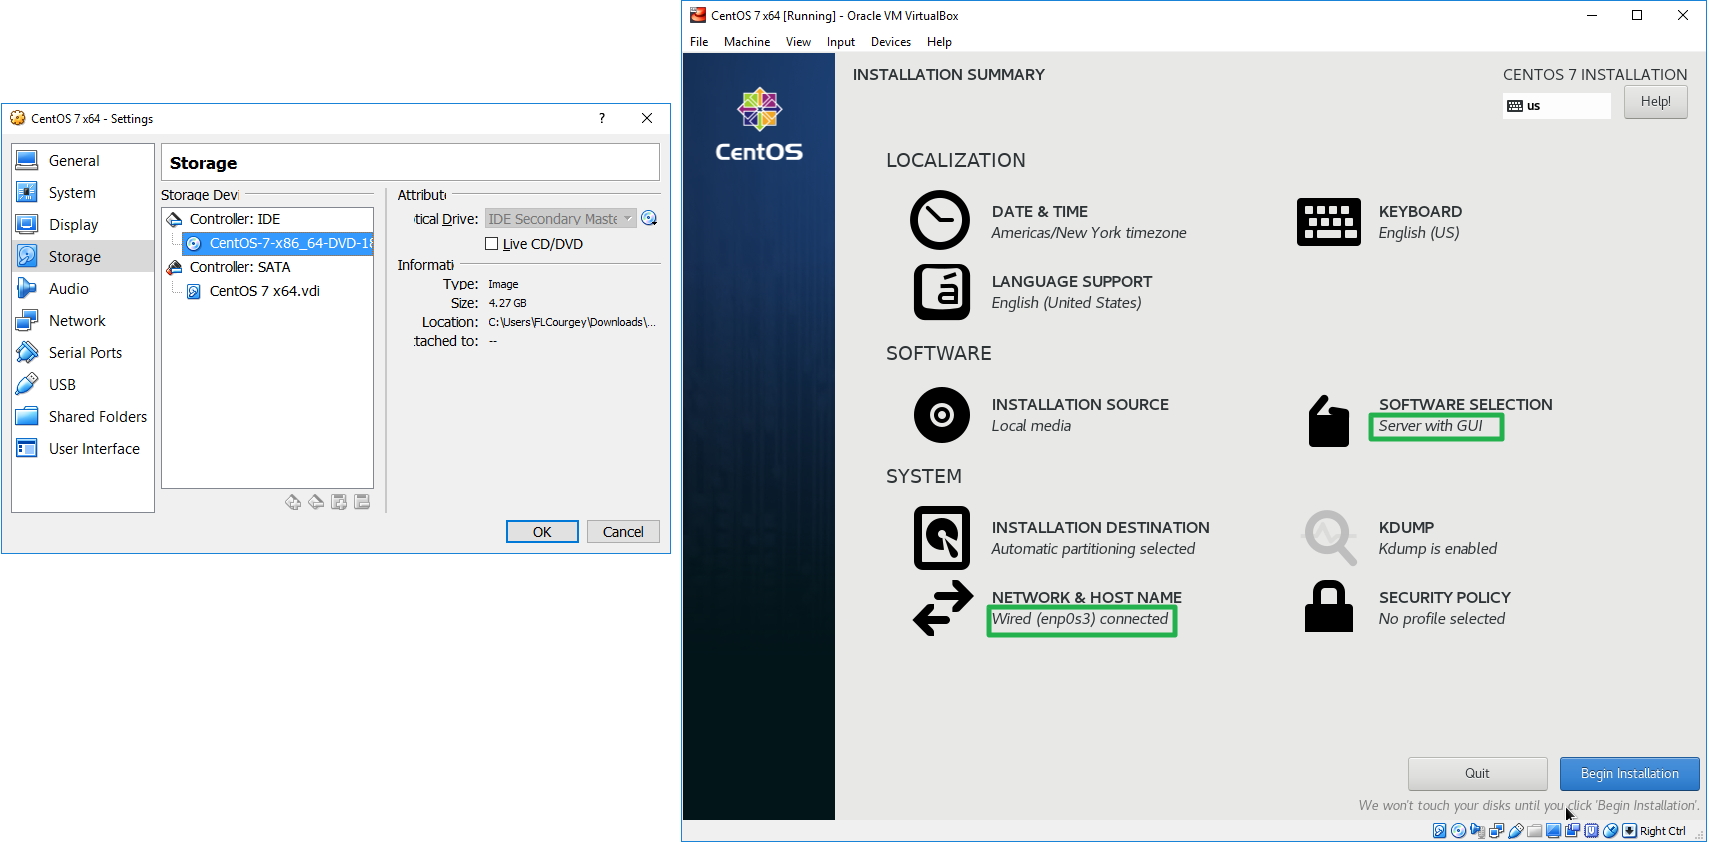 CentOS 7 x64 - Settings
?
General
System
Display
Storage
Audio
Network
Serial Ports
USB
Shared Folders
User Interface
Storage
Storage Devi
Controller: IDE
CentOS-7-x86_64-DVD-18
Controller: SATA
CentOS 7 x64.vdi
Attribute
tical Drive: IDE Secondary Maste
Live CD/DVD
Informati
Type: Image
Size: 4.27 GB
Location: C:\Users\FLCourgey\Downloads\...
tached to: --
OK
Cancel
CentOS 7 x64 [Running] - Oracle VM VirtualBox
File Machine View Input Devices Help
CentOS
INSTALLATION SUMMARY
CENTOS 7 INSTALLATION
us
Help!
LOCALIZATION
DATE & TIME
Americas/New York timezone
KEYBOARD
English (US)
LANGUAGE SUPPORT
English (United States)
SOFTWARE
INSTALLATION SOURCE
Local media
SOFTWARE SELECTION
Server with GUI
SYSTEM
INSTALLATION DESTINATION
Automatic partitioning selected
KDUMP
Kdump is enabled
NETWORK & HOST NAME
Wired (enp0s3) connected
SECURITY POLICY
No profile selected
Quit
Begin Installation
We won't touch your disks until you click 'Begin Installation'.
Right Ctrl